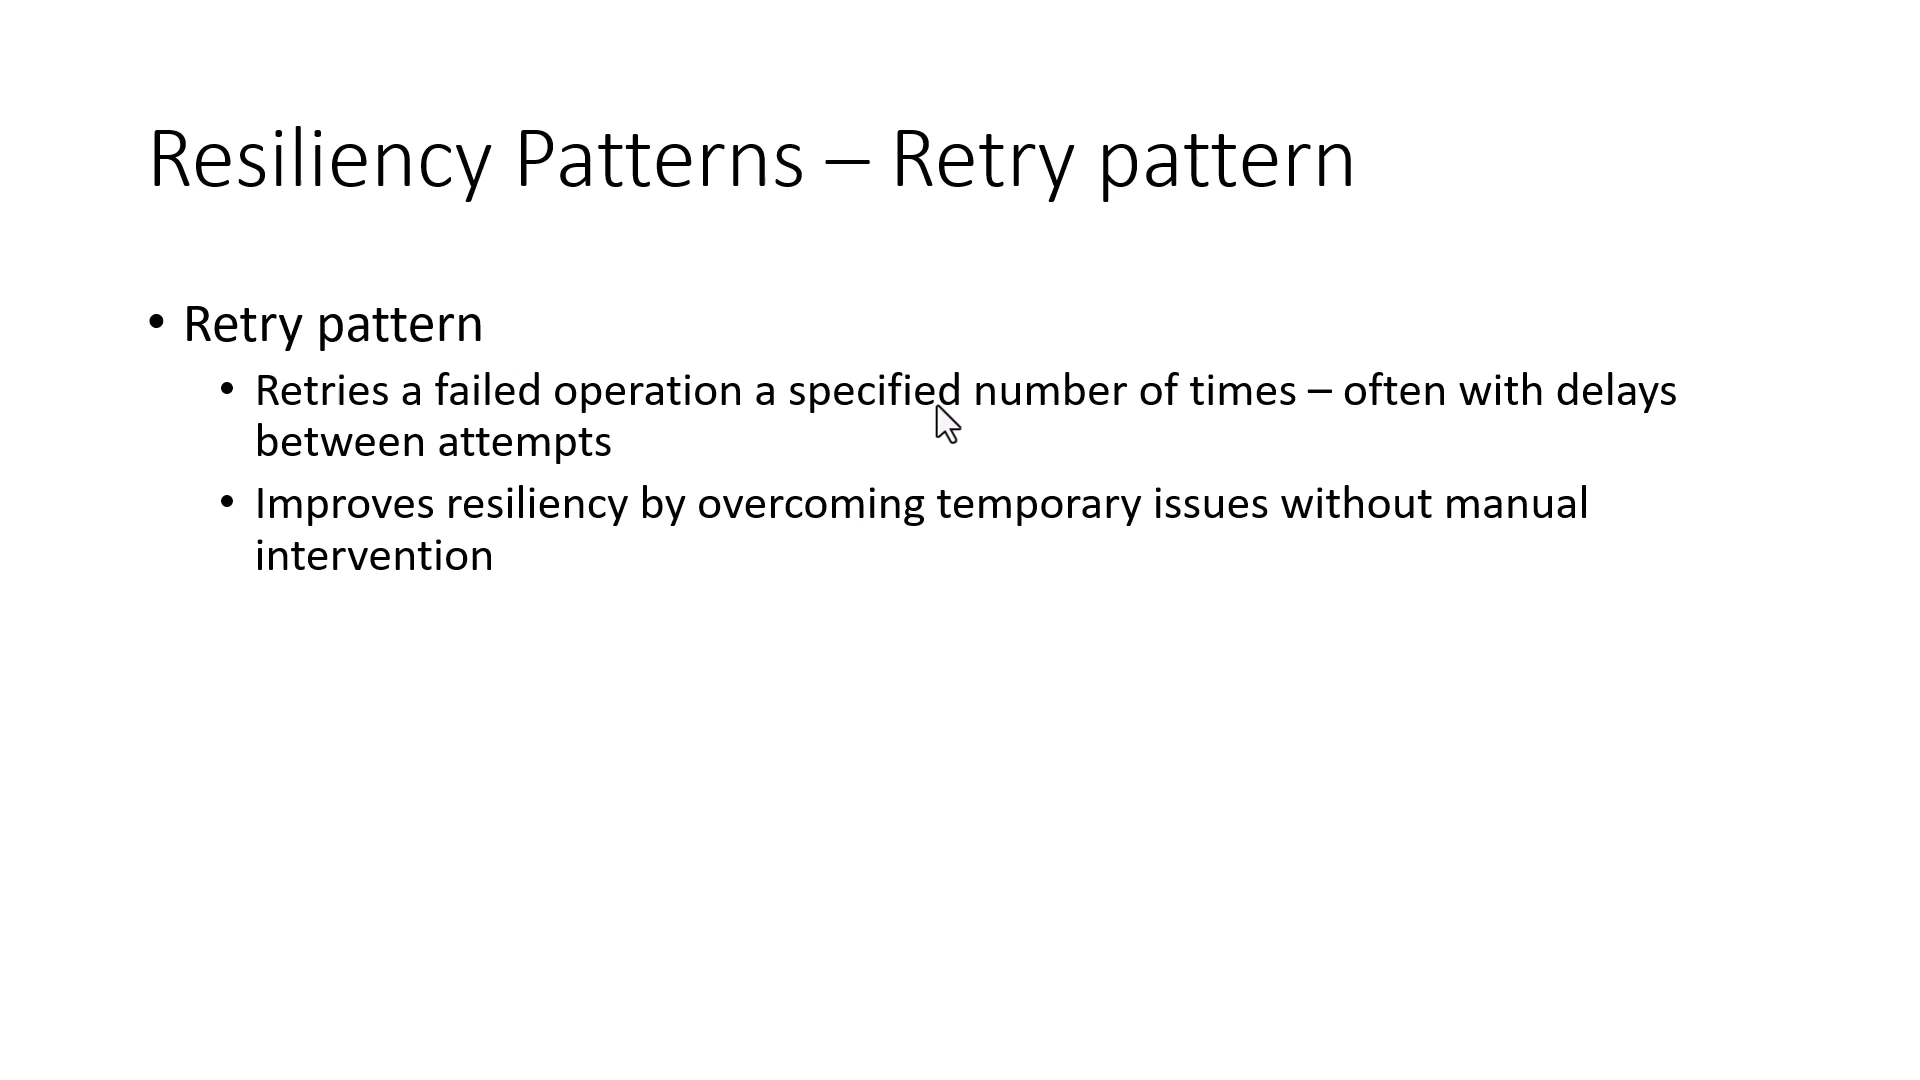 Resiliency Patterns – Retry pattern
• Retry pattern
• Retries a failed operation a specified number of times – often with delays
between attempts
• Improves resiliency by overcoming temporary issues without manual
intervention